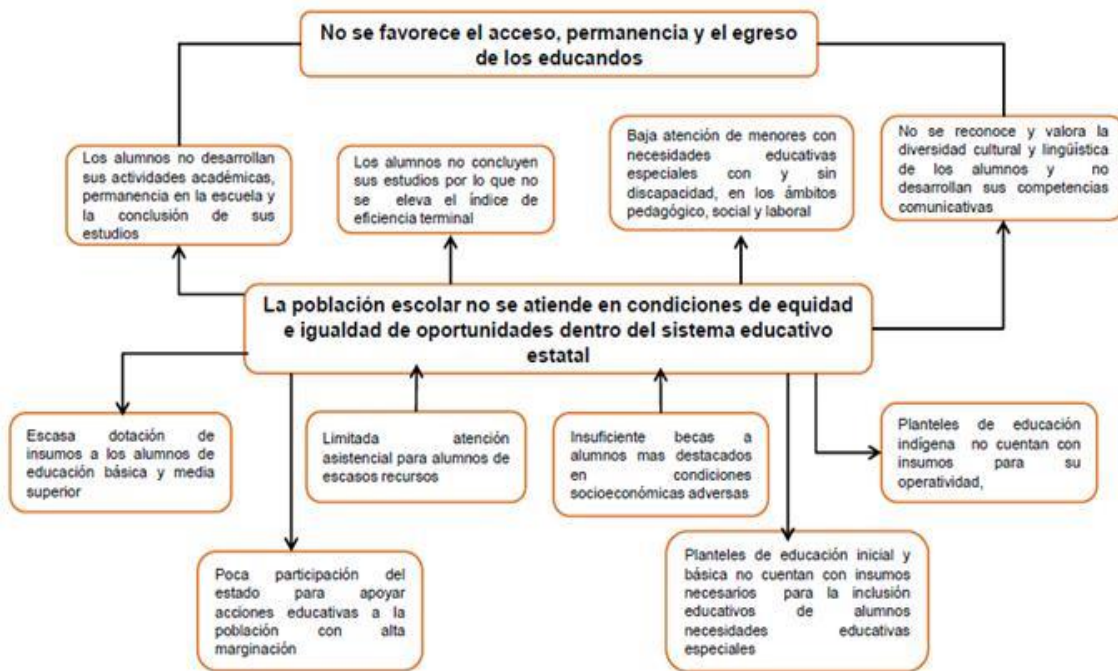 No se favorece el acceso, permanencia y el egreso
de los educandos
Los alumnos no desarrollan
sus actividades académicas,
permanencia en la escuela y
la conclusión de sus
estudios
Los alumnos no concluyen
sus estudios por lo que no
se eleva el índice de
eficiencia terminal
Baja atención de menores con
necesidades educativas
especiales con y sin
discapacidad, en los ámbitos
pedagógico, social y laboral
No se reconoce y valora la
diversidad cultural y lingüística
de los alumnos y no
desarrollan sus competencias
comunicativas
La población escolar no se atiende en condiciones de equidad
e igualdad de oportunidades dentro del sistema educativo
estatal
Escasa dotación de
insumos a los alumnos de
educación básica y media
superior
Limitada atención
asistencial para alumnos de
escasos recursos
Insuficiente becas a
alumnos mas destacados
en condiciones
socioeconómicas adversas
Planteles de educación
indígena no cuentan con
insumos para su
operatividad,
Poca participación del
estado para apoyar
acciones educativas a la
población con alta
marginación
Planteles de educación inicial y
básica no cuentan con insumos
necesarios para la inclusión
educativos de alumnos
necesidades educativas
especiales